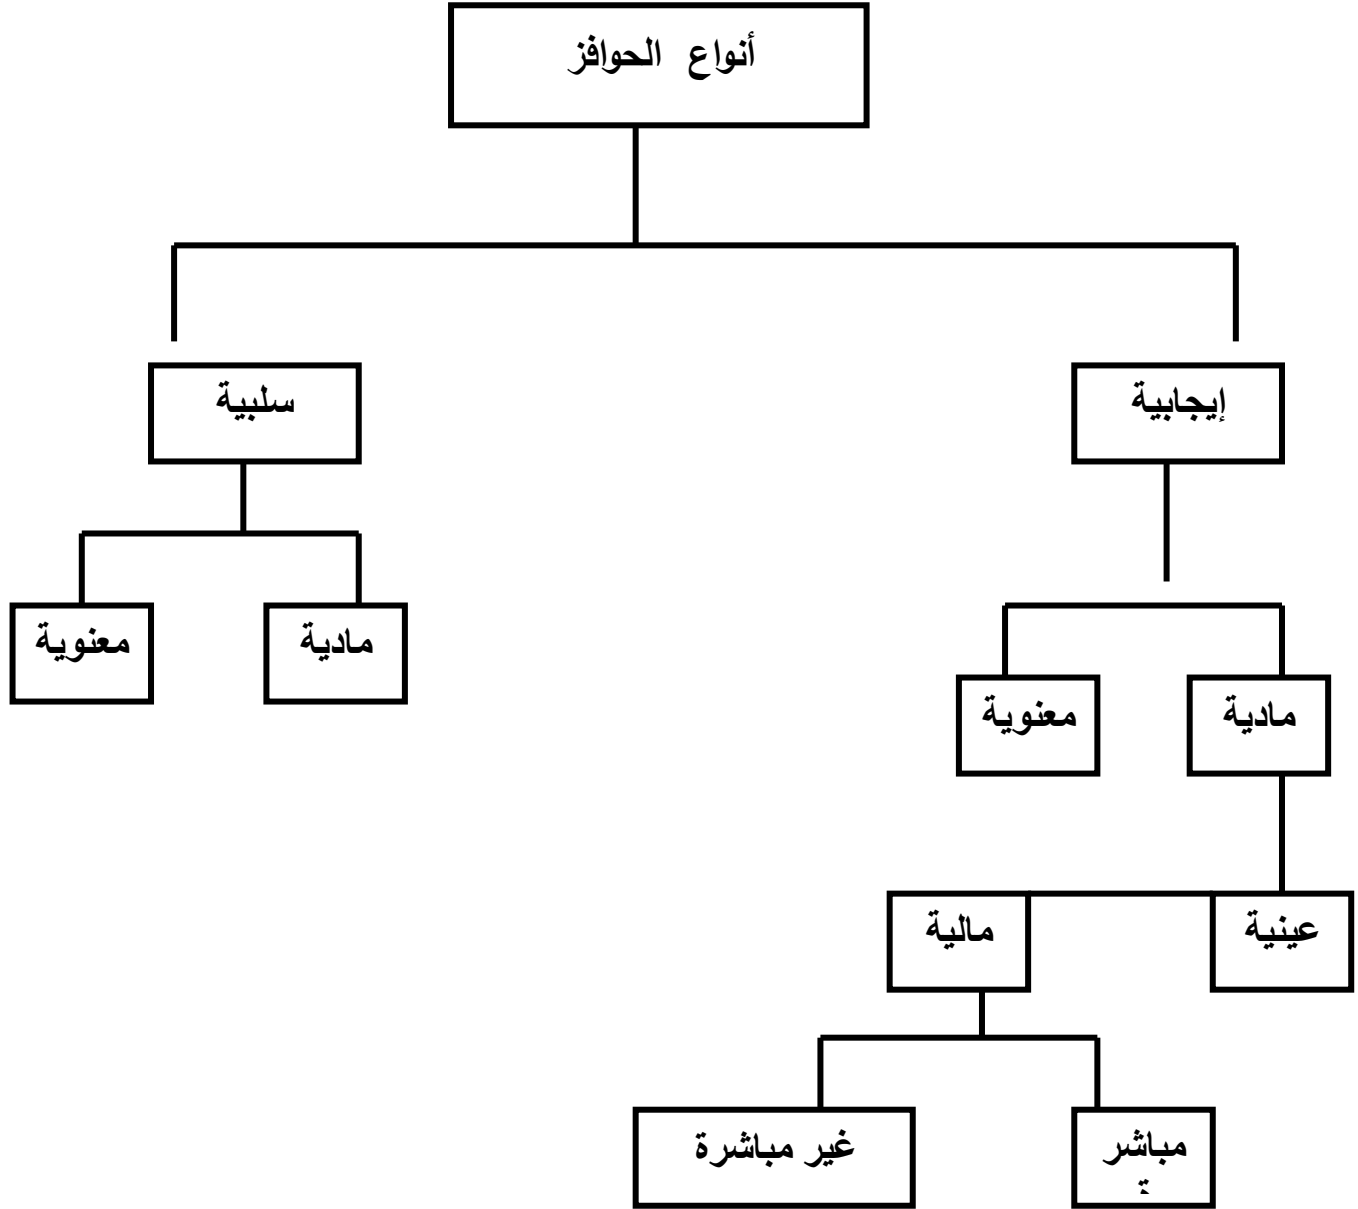 أنواع الحوافز
إيجابية
سلبية
مادية
معنوية
مادية
معنوية
عينية
مالية
مباشر
ة
غير مباشرة